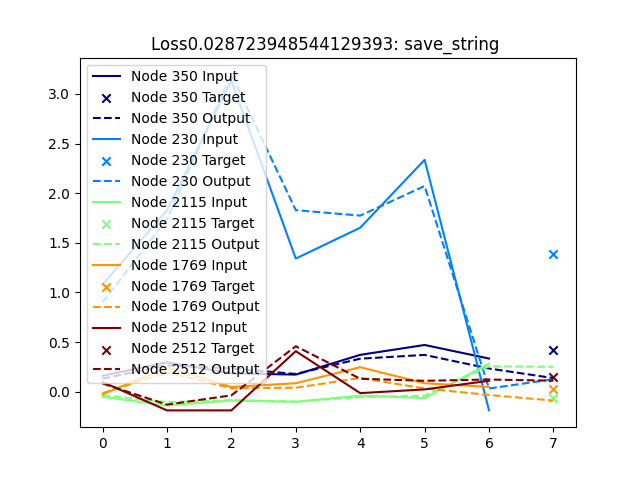 Loss0.028723948544129393: save_string
Node 350 Input
Node 350 Target
Node 350 Output
Node 230 Input
Node 230 Target
Node 230 Output
Node 2115 Input
Node 2115 Target
Node 2115 Output
Node 1769 Input
Node 1769 Target
Node 1769 Output
Node 2512 Input
Node 2512 Target
Node 2512 Output
3.0
2.5
2.0
1.5
1.0
0.5
0.0
0 1 2 3 4 5 6 7